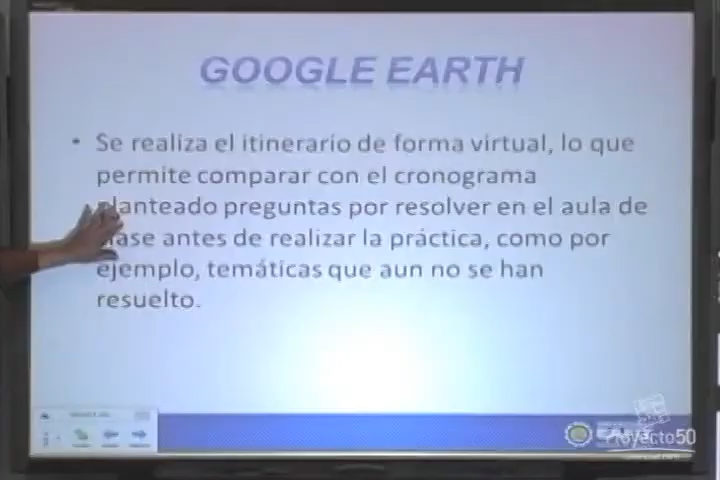 GOOGLE EARTH
• Se realiza el itinerario de forma virtual, lo que
permite comparar con el cronograma
planteado preguntas por resolver en el aula de
clase antes de realizar la práctica, como por
ejemplo, temáticas que aun no se han
resuelto.
Proyecto50